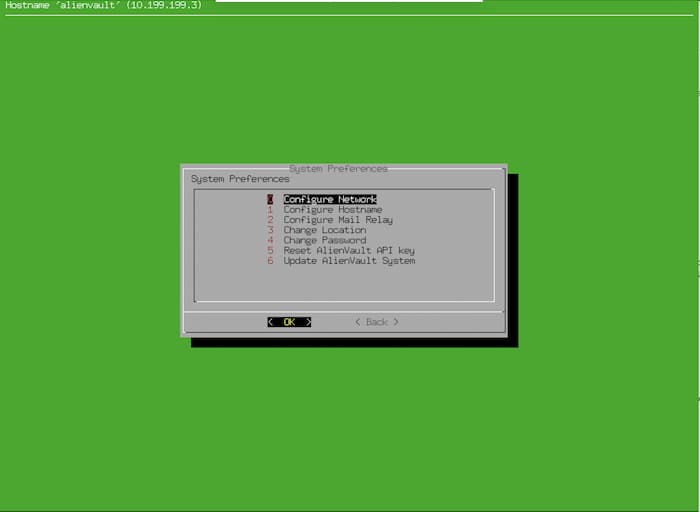 Hostname 'alienvault' (10.199.199.3)
System Preferences
System Preferences
0 Configure Network
1 Configure Hostname
2 Configure Mail Relay
3 Change Location
4 Change Password
5 Reset AlienVault API key
6 Update AlienVault System
< OK > < Back >